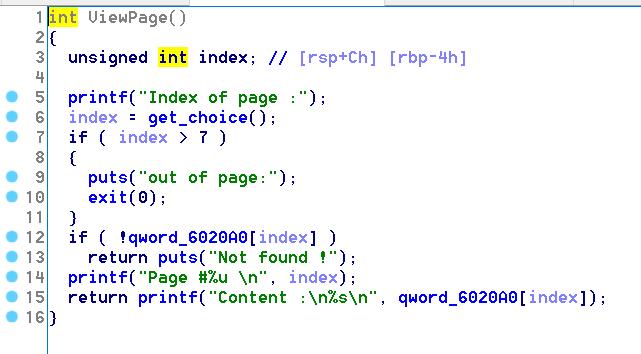 1 int ViewPage()
2 {
3 unsigned int index; // [rsp+Ch] [rbp-4h]
4
5 printf("Index of page :");
6 index = get_choice();
7 if ( index > 7 )
8 {
9 puts("out of page:");
10 exit(0);
11 }
12 if ( !qword_6020A0[index] )
13 return puts("Not found !");
14 printf("Page #%u \n", index);
15 return printf("Content :\n%s\n", qword_6020A0[index]);
16 }